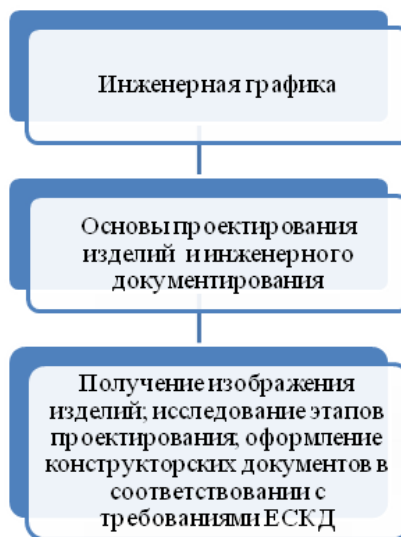 Инженерная графика
Основы проектирования
изделий и инженерного
документирования
Получение изображения
изделий; исследование этапов
проектирования; оформление
конструкторских документов в
соответствовании с
требованиями ЕСКД